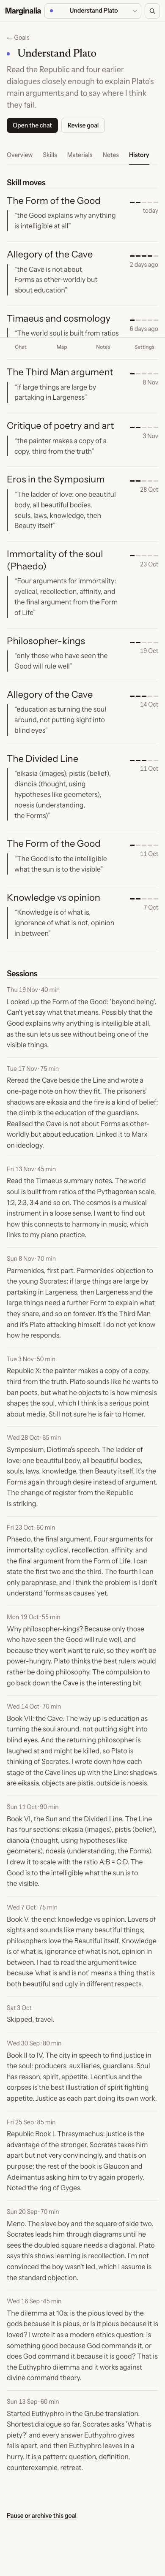 Marginalia
Understand Plato
← Goals
Understand Plato
Read the Republic and four earlier
dialogues closely enough to explain Plato's
main arguments and to say where I think
they fail.
Open the chat
Revise goal
Overview
Skills
Materials
Notes
History
Skill moves
The Form of the Good
today
"the Good explains why anything
is intelligible at all"
Allegory of the Cave
2 days ago
"the Cave is not about
Forms as other-worldly but
about education"
Timaeus and cosmology
6 days ago
"The world soul is built from ratios
Chat
Map
Notes
Settings
The Third Man argument
8 Nov
"if large things are large by
partaking in Largeness"
Critique of poetry and art
3 Nov
"the painter makes a copy of a
copy, third from the truth"
Eros in the Symposium
28 Oct
"The ladder of love: one beautiful
body, all beautiful bodies,
souls, laws, knowledge, then
Beauty itself"
Immortality of the soul
(Phaedo)
23 Oct
"Four arguments for immortality:
cyclical, recollection, affinity, and
the final argument from the Form
of Life"
Philosopher-kings
19 Oct
"only those who have seen the
Good will rule well"
Allegory of the Cave
14 Oct
"education as turning the soul
around, not putting sight into
blind eyes"
The Divided Line
11 Oct
"eikasia (images), pistis (belief),
dianoia (thought, using
hypotheses like geometers),
noesis (understanding,
the Forms)"
The Form of the Good
11 Oct
"The Good is to the intelligible
what the sun is to the visible"
Knowledge vs opinion
7 Oct
"Knowledge is of what is,
ignorance of what is not, opinion
in between"
Sessions
Thu 19 Nov · 40 min
Looked up the Form of the Good: 'beyond being'.
Can't yet say what that means. Possibly that the
Good explains why anything is intelligible at all,
as the sun lets us see without being one of the
visible things.
Tue 17 Nov · 75 min
Reread the Cave beside the Line and wrote a
one-page note on how they fit. The prisoners'
shadows are eikasia and the fire is a kind of belief;
the climb is the education of the guardians.
Realised the Cave is not about Forms as other-
worldly but about education. Linked it to Marx
on ideology.
Fri 13 Nov · 45 min
Read the Timaeus summary notes. The world
soul is built from ratios of the Pythagorean scale,
1:2, 2:3, 3:4 and so on. The cosmos is a musical
instrument in a loose sense. I want to find out
how this connects to harmony in music, which
links to my piano practice.
Sun 8 Nov · 70 min
Parmenides, first part. Parmenides' objection to
the young Socrates: if large things are large by
partaking in Largeness, then Largeness and the
large things need a further Form to explain what
they share, and so on forever. It's the Third Man
and it's Plato attacking himself. I do not yet know
how he responds.
Tue 3 Nov · 50 min
Republic X: the painter makes a copy of a copy,
third from the truth. Plato sounds like he wants to
ban poets, but what he objects to is how mimesis
shapes the soul, which I think is a serious point
about media. Still not sure he is fair to Homer.
Wed 28 Oct · 65 min
Symposium, Diotima's speech. The ladder of
love: one beautiful body, all beautiful bodies,
souls, laws, knowledge, then Beauty itself. It's the
Forms again through desire instead of argument.
The change of register from the Republic
is striking.
Fri 23 Oct · 60 min
Phaedo, the final argument. Four arguments for
immortality: cyclical, recollection, affinity, and
the final argument from the Form of Life. I can
state the first two and the third. The fourth I can
only paraphrase, and I think the problem is I don't
understand 'forms as causes' yet.
Mon 19 Oct · 55 min
Why philosopher-kings? Because only those
who have seen the Good will rule well, and
because they won't want to rule, so they won't be
power-hungry. Plato thinks the best rulers would
rather be doing philosophy. The compulsion to
go back down the Cave is the interesting bit.
Wed 14 Oct · 70 min
Book VII: the Cave. The way up is education as
turning the soul around, not putting sight into
blind eyes. And the returning philosopher is
laughed at and might be killed, so Plato is
thinking of Socrates. I wrote down how each
stage of the Cave lines up with the Line: shadows
are eikasia, objects are pistis, outside is noesis.
Sun 11 Oct · 90 min
Book VI, the Sun and the Divided Line. The Line
has four sections: eikasia (images), pistis (belief),
dianoia (thought, using hypotheses like
geometers), noesis (understanding, the Forms).
I drew it to scale with the ratio A:B = C:D. The
Good is to the intelligible what the sun is to
the visible.
Wed 7 Oct · 75 min
Book V, the end: knowledge vs opinion. Lovers of
sights and sounds like many beautiful things;
philosophers love the Beautiful itself. Knowledge
is of what is, ignorance of what is not, opinion in
between. I had to read the argument twice
because 'what is and is not' means a thing that is
both beautiful and ugly in different respects.
Sat 3 Oct
Skipped, travel.
Wed 30 Sep · 80 min
Book II to IV. The city in speech to find justice in
the soul: producers, auxiliaries, guardians. Soul
has reason, spirit, appetite. Leontius and the
corpses is the best illustration of spirit fighting
appetite. Justice as each part doing its own work.
Fri 25 Sep · 85 min
Republic Book I. Thrasymachus: justice is the
advantage of the stronger. Socrates takes him
apart but not very convincingly, and that is on
purpose; the rest of the book is Glaucon and
Adeimantus asking him to try again properly.
Noted the ring of Gyges.
Sun 20 Sep · 70 min
Meno. The slave boy and the square of side two.
Socrates leads him through diagrams until he
sees the doubled square needs a diagonal. Plato
says this shows learning is recollection. I'm not
convinced the boy wasn't led, which I assume is
the standard objection.
Wed 16 Sep · 45 min
The dilemma at 10a: is the pious loved by the
gods because it is pious, or is it pious because it is
loved? I wrote it as a modern ethics question: is
something good because God commands it, or
does God command it because it is good? That is
the Euthyphro dilemma and it works against
divine command theory.
Sun 13 Sep · 60 min
Started Euthyphro in the Grube translation.
Shortest dialogue so far. Socrates asks 'What is
piety?' and every answer Euthyphro gives
falls apart, and then Euthyphro leaves in a
hurry. It is a pattern: question, definition,
counterexample, retreat.
Pause or archive this goal